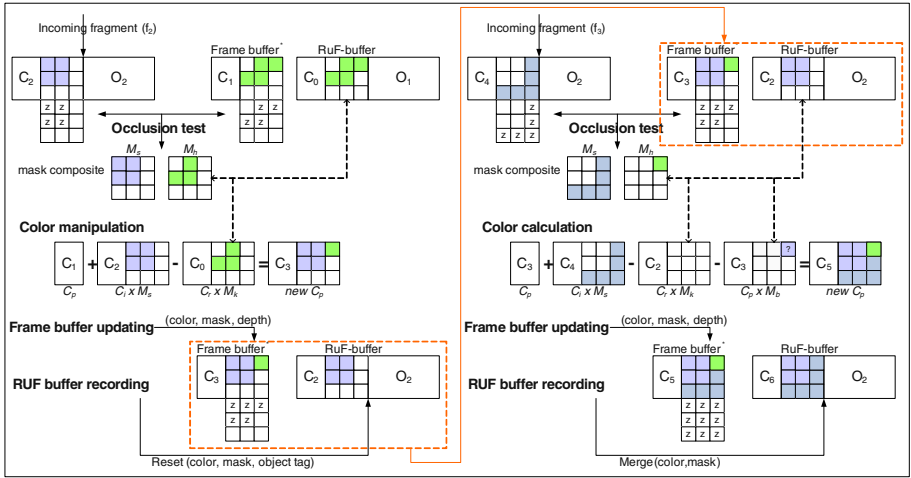 Incoming fragment (f2)
Frame buffer*
RuF-buffer
C2
O2
C1
C0
O1
z z
z z
z
z z
Occlusion test
Ms
Mh
mask composite
Color manipulation
C1 + C2 - C0 = C3
Cp
Ci x Ms
Cr x Mk
new Cp
Frame buffer updating
(color, mask, depth)
Frame buffer*
RuF-buffer
C3
C2
O2
RUF buffer recording
z z z
z z z
Reset (color, mask, object tag)
Incoming fragment (f3)
Frame buffer*
RuF-buffer
C4
O2
C3
C2
O2
z
z
z z
z z z
z z z
Occlusion test
Ms
Mh
mask composite
Color calculation
?
C3 + C4 - C2 - C3 = C5
Cp
Ci x Ms
Cr x Mk
Cp x Mb
new Cp
Frame buffer updating
(color, mask, depth)
Frame buffer*
RuF-buffer
C5
C6
O2
RUF buffer recording
z z z
z z z
z z z
Merge(color,mask)